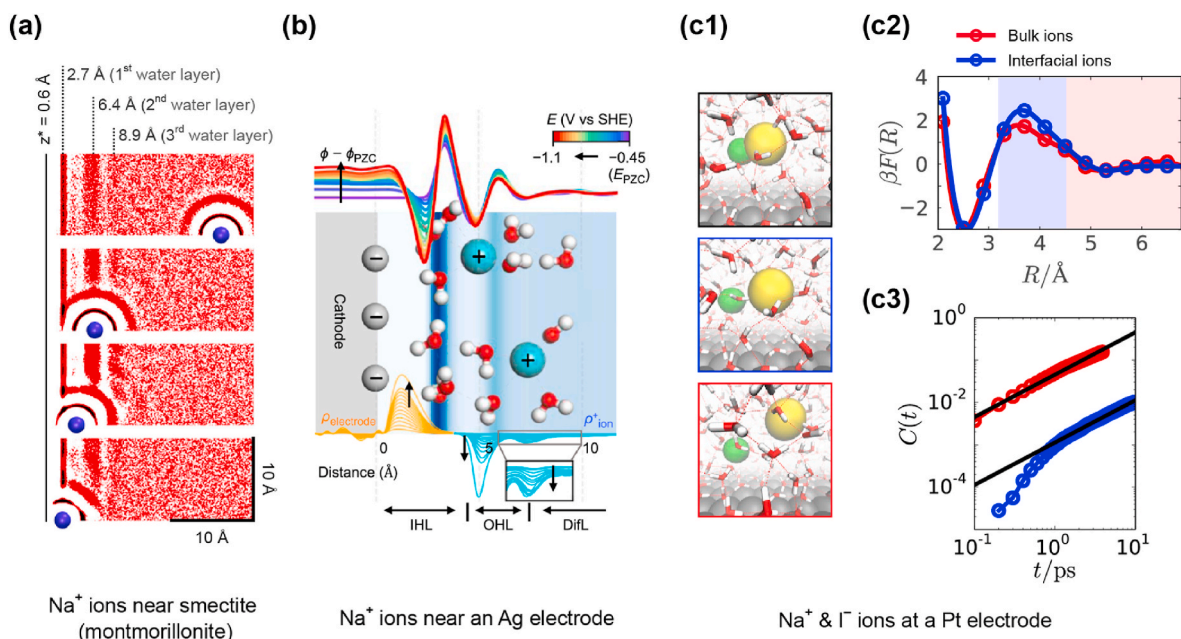 (a)
z* = 0.6 Å
2.7 Å (1st water layer)
6.4 Å (2nd water layer)
8.9 Å (3rd water layer)
10 Å
10 Å
Na+ ions near smectite
(montmorillonite)
(b)
E (V vs SHE)
−1.1 ← −0.45
(E_PZC)
ϕ − ϕ_PZC
Cathode
−
−
−
+
+
ρ_electrode
ρ+_ion
0 5 10
Distance (Å)
IHL OHL DifL
Na+ ions near an Ag electrode
(c1)
(c2)
Bulk ions
Interfacial ions
βF(R)
4
2
0
−2
2 3 4 5 6
R/Å
(c3)
C(t)
10^0
10^-2
10^-4
10^-1 10^0 10^1
t/ps
Na+ & I− ions at a Pt electrode